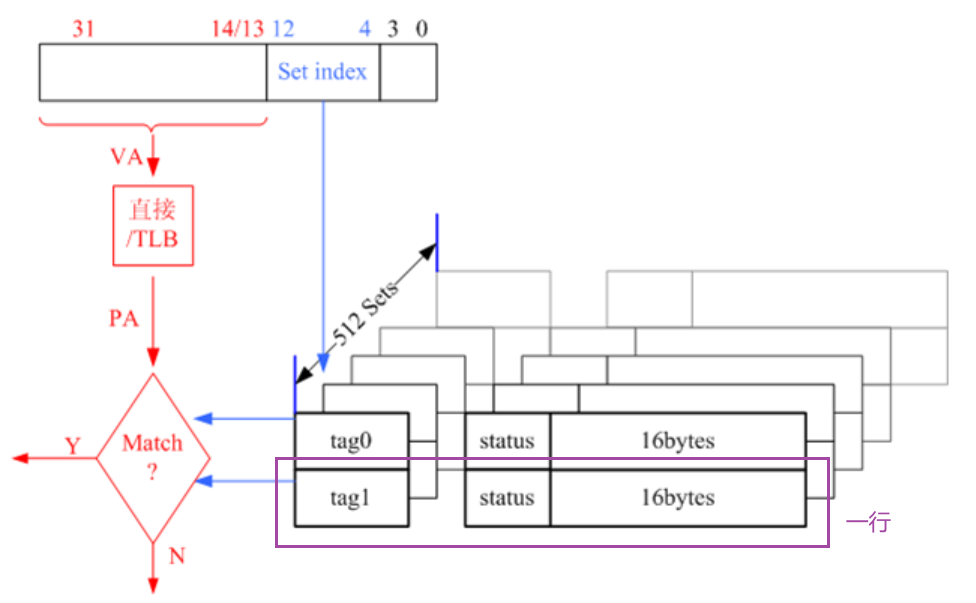 31 14/13 12 4 3 0
Set index
VA
直接
/TLB
PA
512 Sets
Match
?
Y
N
tag0 status 16bytes
tag1 status 16bytes
一行